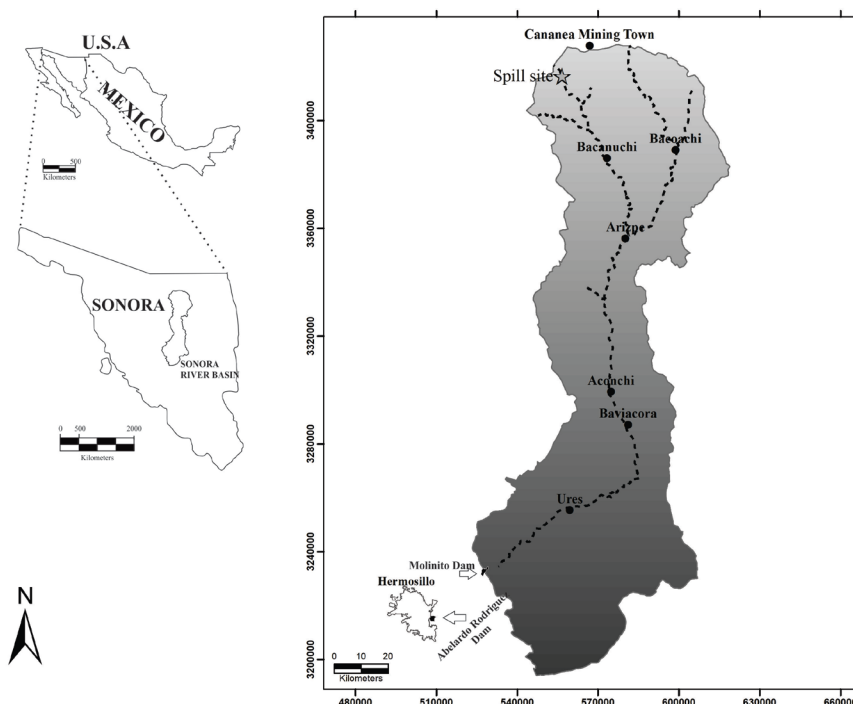 U.S.A
MEXICO
0 500
Kilometers
SONORA
SONORA
RIVER BASIN
0 500 2000
Kilometers
N
Cananea Mining Town
Spill site
Bacanuchi
Bacoachi
Arizpe
Aconchi
Baviacora
Ures
Molinito Dam
Hermosillo
Abelardo Rodriguez
Dam
0 10 20
Kilometers
3400000
3360000
3320000
3280000
3240000
3200000
480000 510000 540000 570000 600000 630000